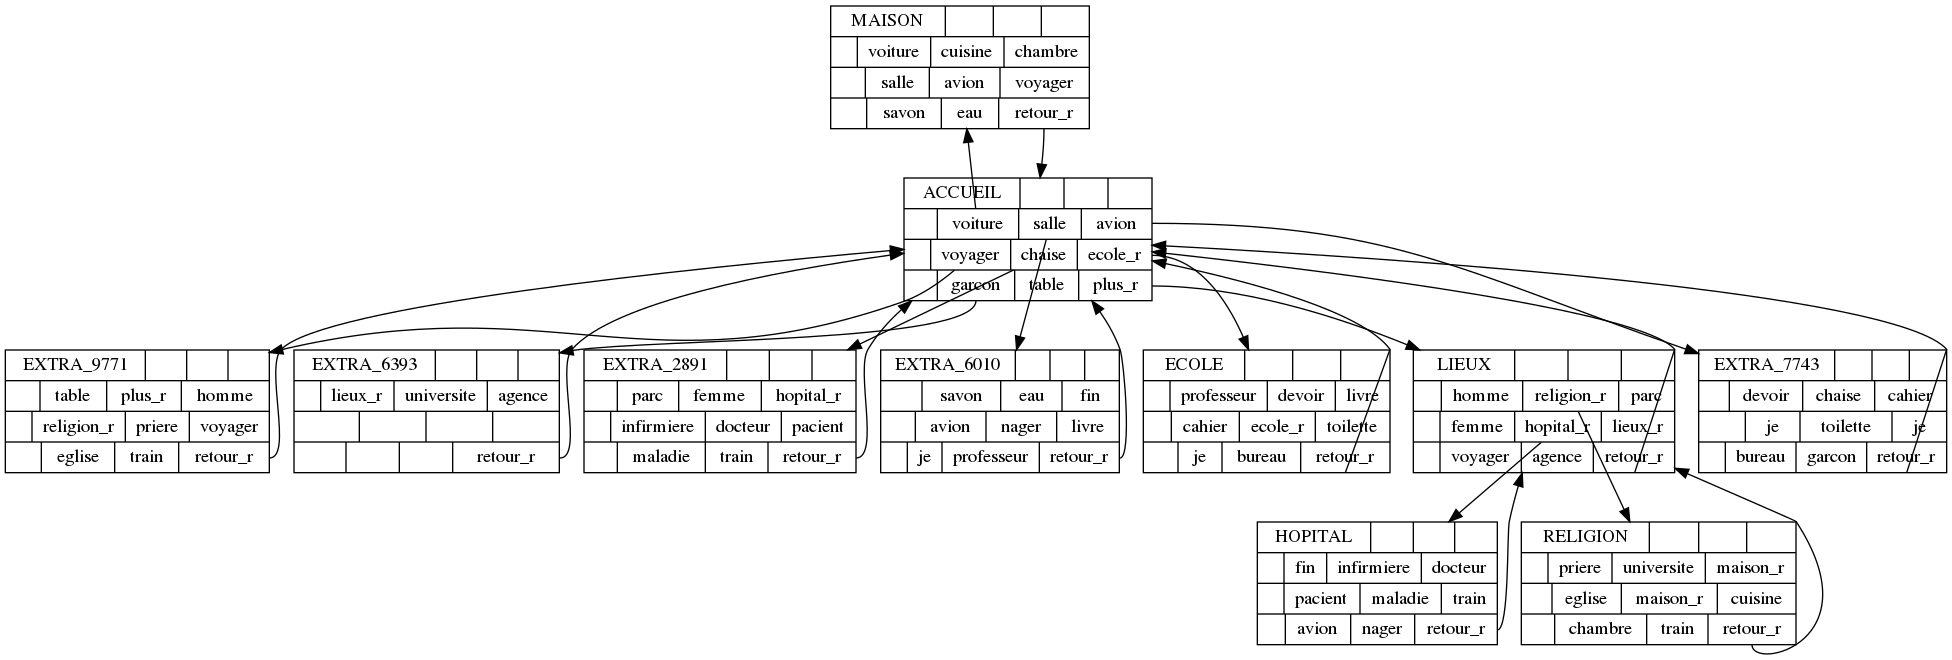 MAISON
voiture cuisine chambre
salle avion voyager
savon eau retour_r
ACCUEIL
voiture salle avion
voyager chaise ecole_r
garcon table plus_r
EXTRA_9771
table plus_r homme
religion_r priere voyager
eglise train retour_r
EXTRA_6393
lieux_r universite agence
retour_r
EXTRA_2891
parc femme hopital_r
infirmiere docteur pacient
maladie train retour_r
EXTRA_6010
savon eau fin
avion nager livre
je professeur retour_r
ECOLE
professeur devoir livre
cahier ecole_r toilette
je bureau retour_r
LIEUX
homme religion_r parc
femme hopital_r lieux_r
voyager agence retour_r
EXTRA_7743
devoir chaise cahier
je toilette je
bureau garcon retour_r
HOPITAL
fin infirmiere docteur
pacient maladie train
avion nager retour_r
RELIGION
priere universite maison_r
eglise maison_r cuisine
chambre train retour_r